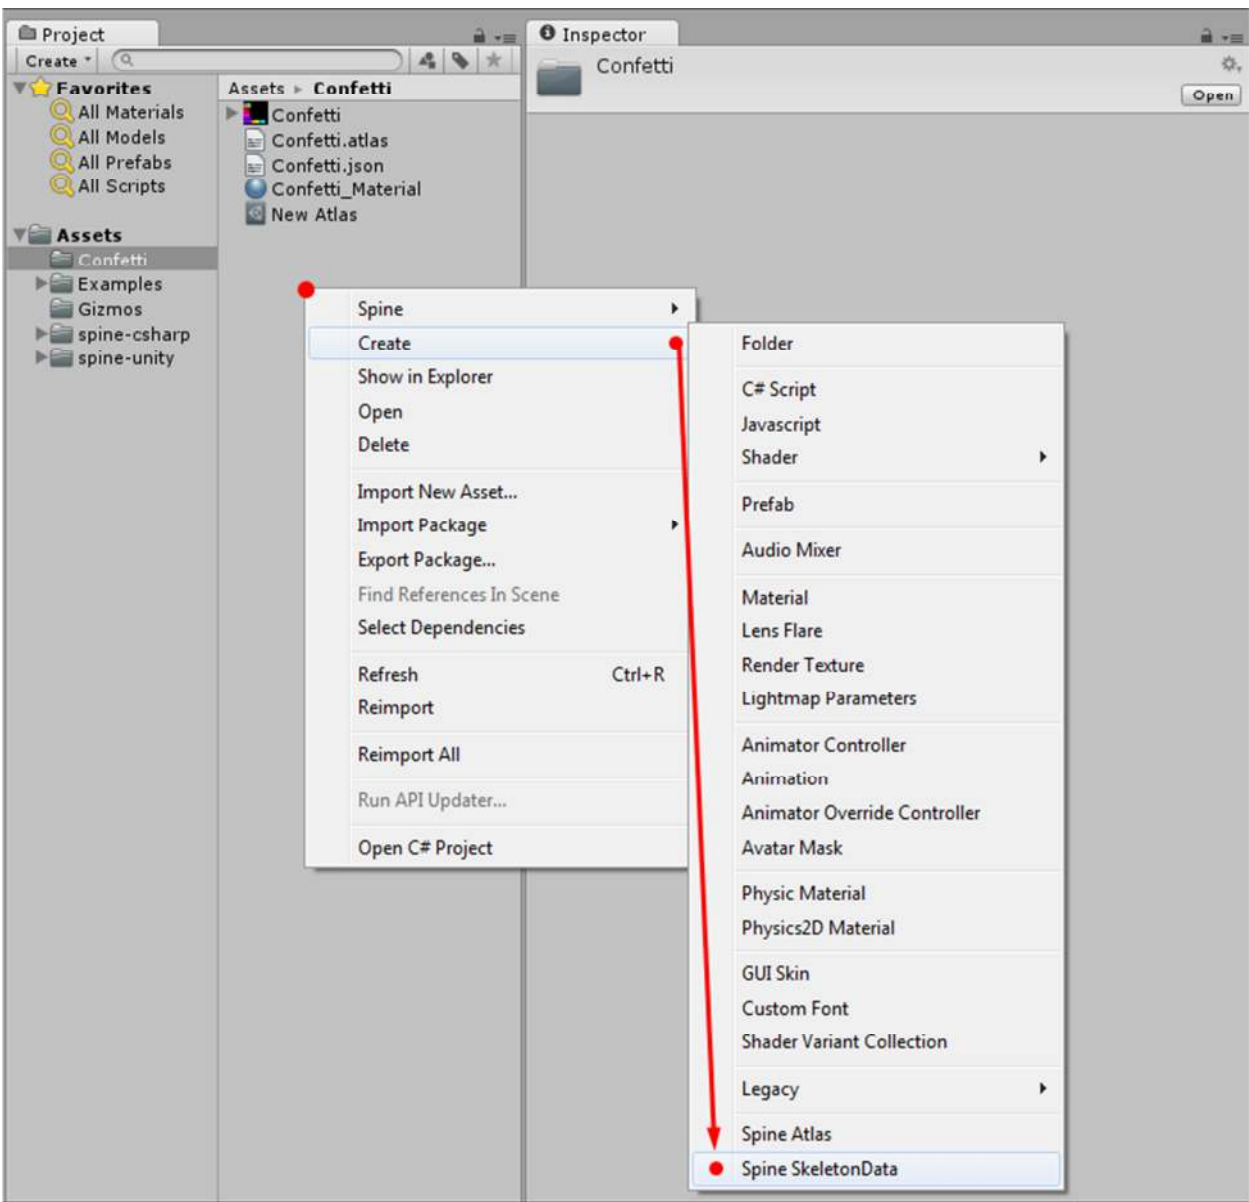 Project
Create
Favorites
All Materials
All Models
All Prefabs
All Scripts
Assets
Confetti
Examples
Gizmos
spine-csharp
spine-unity
Assets ▸ Confetti
Confetti
Confetti.atlas
Confetti.json
Confetti_Material
New Atlas
Inspector
Confetti
Open
Spine
Create
Show in Explorer
Open
Delete
Import New Asset...
Import Package
Export Package...
Find References In Scene
Select Dependencies
Refresh Ctrl+R
Reimport
Reimport All
Run API Updater...
Open C# Project
Folder
C# Script
Javascript
Shader
Prefab
Audio Mixer
Material
Lens Flare
Render Texture
Lightmap Parameters
Animator Controller
Animation
Animator Override Controller
Avatar Mask
Physic Material
Physics2D Material
GUI Skin
Custom Font
Shader Variant Collection
Legacy
Spine Atlas
Spine SkeletonData